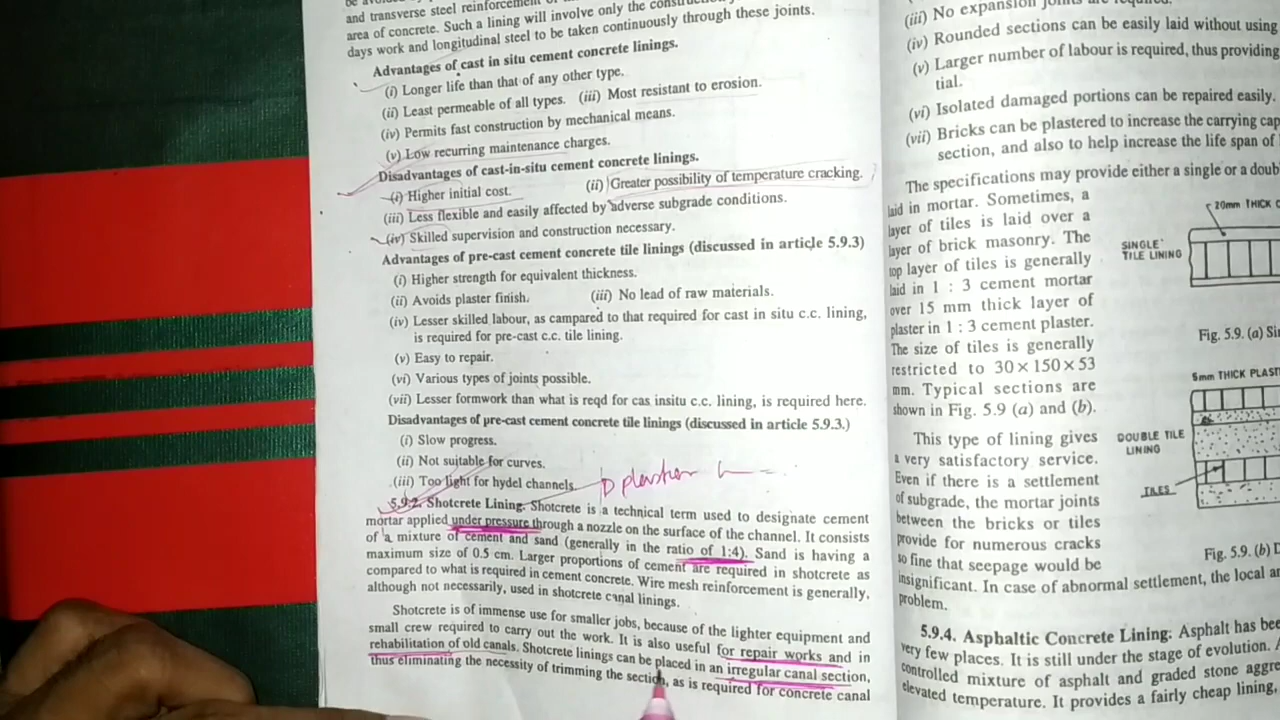 and transverse steel reinforcement
area of concrete. Such a lining will involve only the
days work and longitudinal steel to be taken continuously through these joints.
Advantages of cast in situ cement concrete linings.
(i) Longer life than that of any other type.
(ii) Least permeable of all types. (iii) Most resistant to erosion.
(iv) Permits fast construction by mechanical means.
(v) Low recurring maintenance charges.
Disadvantages of cast-in-situ cement concrete linings.
(i) Higher initial cost. (ii) Greater possibility of temperature cracking.
(iii) Less flexible and easily affected by adverse subgrade conditions.
(iv) Skilled supervision and construction necessary.
Advantages of pre-cast cement concrete tile linings (discussed in article 5.9.3)
(i) Higher strength for equivalent thickness.
(ii) Avoids plaster finish. (iii) No lead of raw materials.
(iv) Lesser skilled labour, as campared to that required for cast in situ c.c. lining,
is required for pre-cast c.c. tile lining.
(v) Easy to repair.
(vi) Various types of joints possible.
(vii) Lesser formwork than what is reqd for cas insitu c.c. lining, is required here.
Disadvantages of pre-cast cement concrete tile linings (discussed in article 5.9.3.)
(i) Slow progress.
(ii) Not suitable for curves.
(iii) Too light for hydel channels.
5.9.2. Shotcrete Lining. Shotcrete is a technical term used to designate cement
mortar applied under pressure through a nozzle on the surface of the channel. It consists
of a mixture of cement and sand (generally in the ratio of 1:4). Sand is having a
maximum size of 0.5 cm. Larger proportions of cement are required in shotcrete as
compared to what is required in cement concrete. Wire mesh reinforcement is generally,
although not necessarily, used in shotcrete canal linings.
Shotcrete is of immense use for smaller jobs, because of the lighter equipment and
small crew required to carry out the work. It is also useful for repair works and in
rehabilitation of old canals. Shotcrete linings can be placed in an irregular canal section,
thus eliminating the necessity of trimming the section, as is required for concrete canal
(iii) No expansion joints are required.
(iv) Rounded sections can be easily laid without using
(v) Larger number of labour is required, thus providing
tial.
(vi) Isolated damaged portions can be repaired easily.
(vii) Bricks can be plastered to increase the carrying cap
section, and also to help increase the life span of
The specifications may provide either a single or a doub
laid in mortar. Sometimes, a
layer of tiles is laid over a
layer of brick masonry. The
top layer of tiles is generally
laid in 1 : 3 cement mortar
over 15 mm thick layer of
plaster in 1 : 3 cement plaster.
The size of tiles is generally
restricted to 30×150×53
mm. Typical sections are
shown in Fig. 5.9 (a) and (b).
20mm THICK C
SINGLE
TILE LINING
Fig. 5.9. (a) Sin
5mm THICK PLAST
DOUBLE TILE
LINING
TILES
Fig. 5.9. (b) D
This type of lining gives
a very satisfactory service.
Even if there is a settlement
of subgrade, the mortar joints
between the bricks or tiles
provide for numerous cracks
so fine that seepage would be
insignificant. In case of abnormal settlement, the local a
problem.
5.9.4. Asphaltic Concrete Lining: Asphalt has bee
very few places. It is still under the stage of evolution. A
controlled mixture of asphalt and graded stone aggre
elevated temperature. It provides a fairly cheap lining,